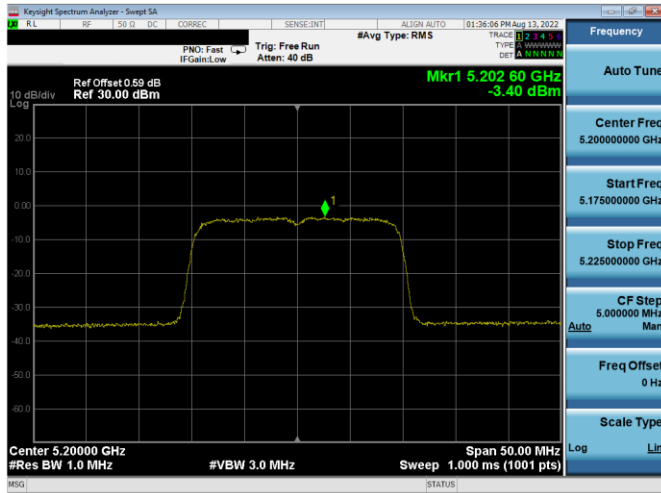 Keysight Spectrum Analyzer - Swept SA
RL RF 50 Ω DC CORREC SENSE:INT ALIGN AUTO 01:36:06 PM Aug 13, 2022
#Avg Type: RMS
TRACE 1 2 3 4 5 6
PNO: Fast Trig: Free Run
TYPE A WWWWW
IFGain:Low Atten: 40 dB
DET A N N N N N
Ref Offset 0.59 dB
Mkr1 5.202 60 GHz
10 dB/div Ref 30.00 dBm
-3.40 dBm
Log
20.0
10.0
0.00
1
-10.0
-20.0
-30.0
-40.0
-50.0
-60.0
Center 5.20000 GHz Span 50.00 MHz
#Res BW 1.0 MHz #VBW 3.0 MHz Sweep 1.000 ms (1001 pts)
MSG STATUS
Frequency
Auto Tune
Center Freq
5.200000000 GHz
Start Freq
5.175000000 GHz
Stop Freq
5.225000000 GHz
CF Step
5.000000 MHz
Auto Man
Freq Offset
0 Hz
Scale Type
Log Lin